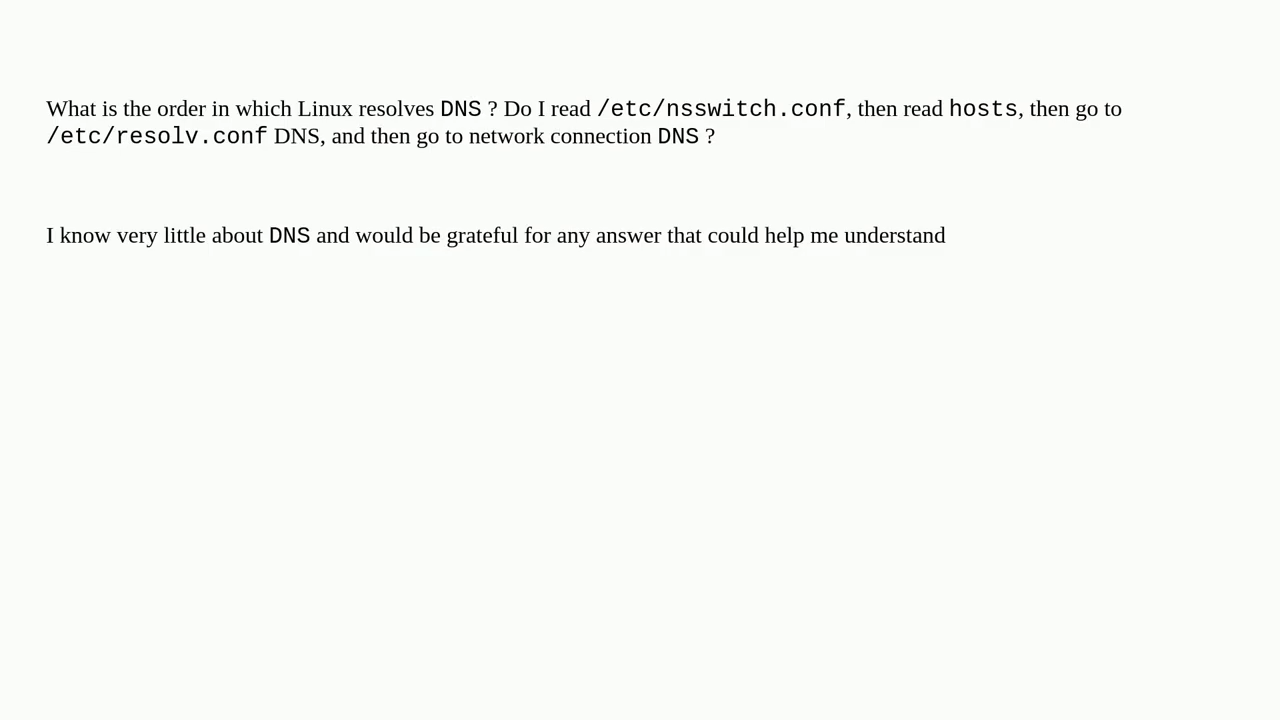 What is the order in which Linux resolves DNS ? Do I read /etc/nsswitch.conf, then read hosts, then go to
/etc/resolv.conf DNS, and then go to network connection DNS ?
I know very little about DNS and would be grateful for any answer that could help me understand